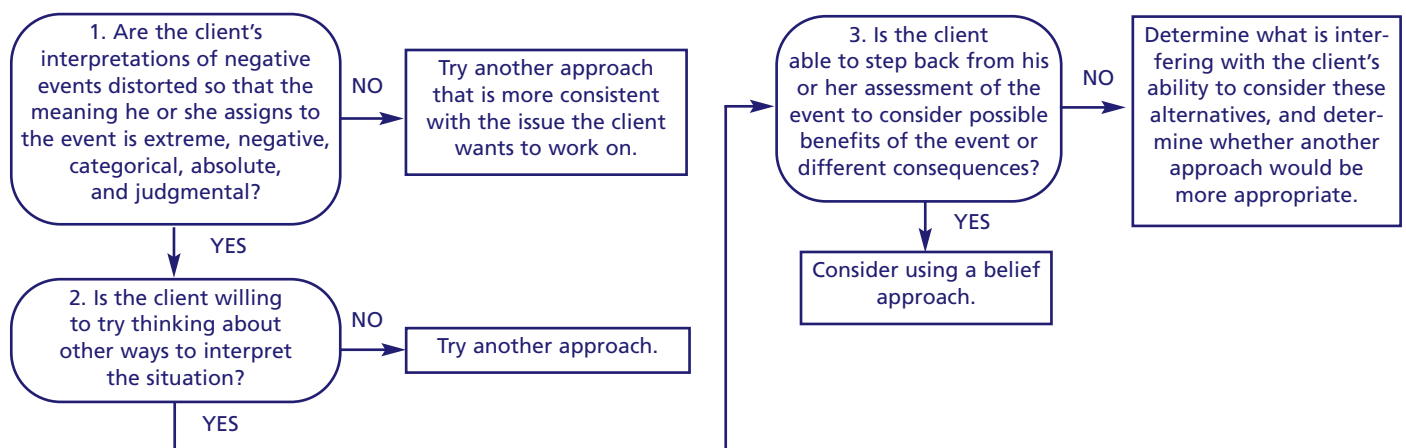 1. Are the client's
interpretations of negative
events distorted so that the
meaning he or she assigns to
the event is extreme, negative,
categorical, absolute,
and judgmental?
NO
Try another approach
that is more consistent
with the issue the client
wants to work on.
YES
2. Is the client willing
to try thinking about
other ways to interpret
the situation?
NO
Try another approach.
YES
3. Is the client
able to step back from his
or her assessment of the
event to consider possible
benefits of the event or
different consequences?
NO
Determine what is inter-
fering with the client's
ability to consider these
alternatives, and deter-
mine whether another
approach would be
more appropriate.
YES
Consider using a belief
approach.